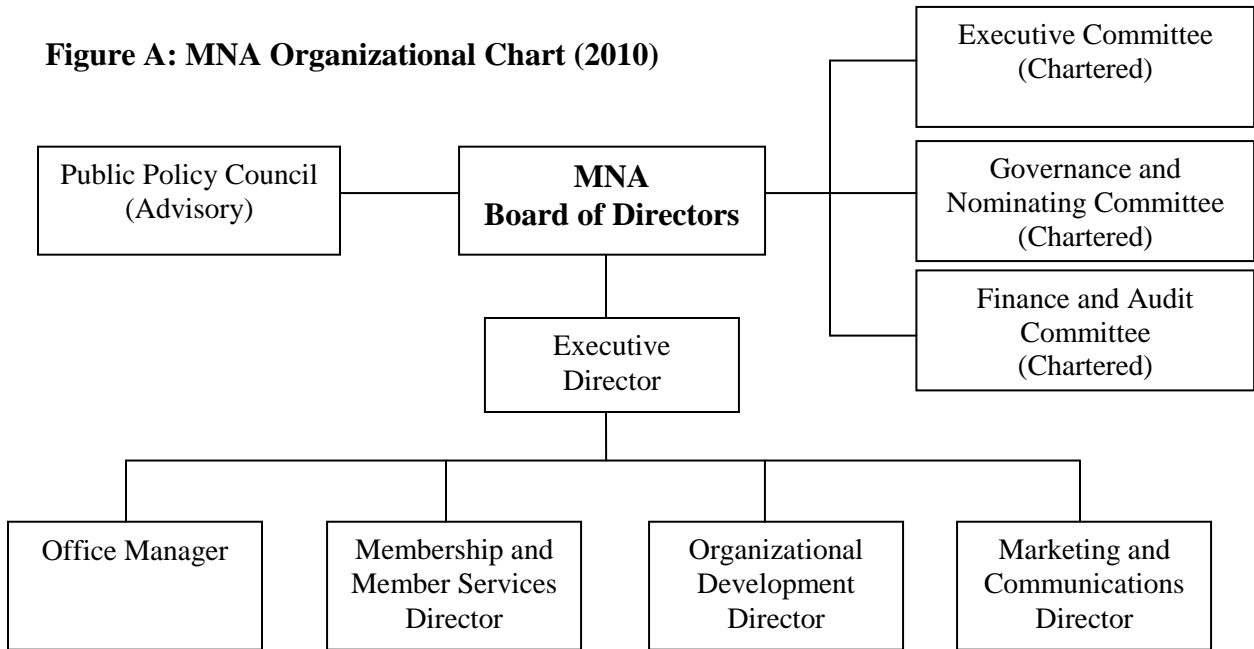 Figure A: MNA Organizational Chart (2010)
Executive Committee
(Chartered)
Public Policy Council
(Advisory)
MNA
Board of Directors
Governance and
Nominating Committee
(Chartered)
Finance and Audit
Committee
(Chartered)
Executive
Director
Office Manager
Membership and
Member Services
Director
Organizational
Development
Director
Marketing and
Communications
Director